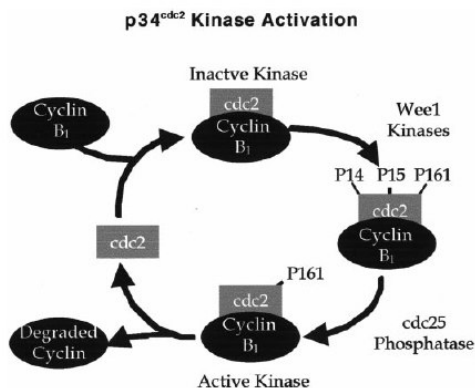 p34cdc2 Kinase Activation
Inactve Kinase
cdc2
Cyclin
B1
Cyclin
B1
Wee1
Kinases
P14 P15 P161
cdc2
Cyclin
B1
cdc2
P161
cdc2
Cyclin
B1
Active Kinase
Degraded
Cyclin
cdc25
Phosphatase